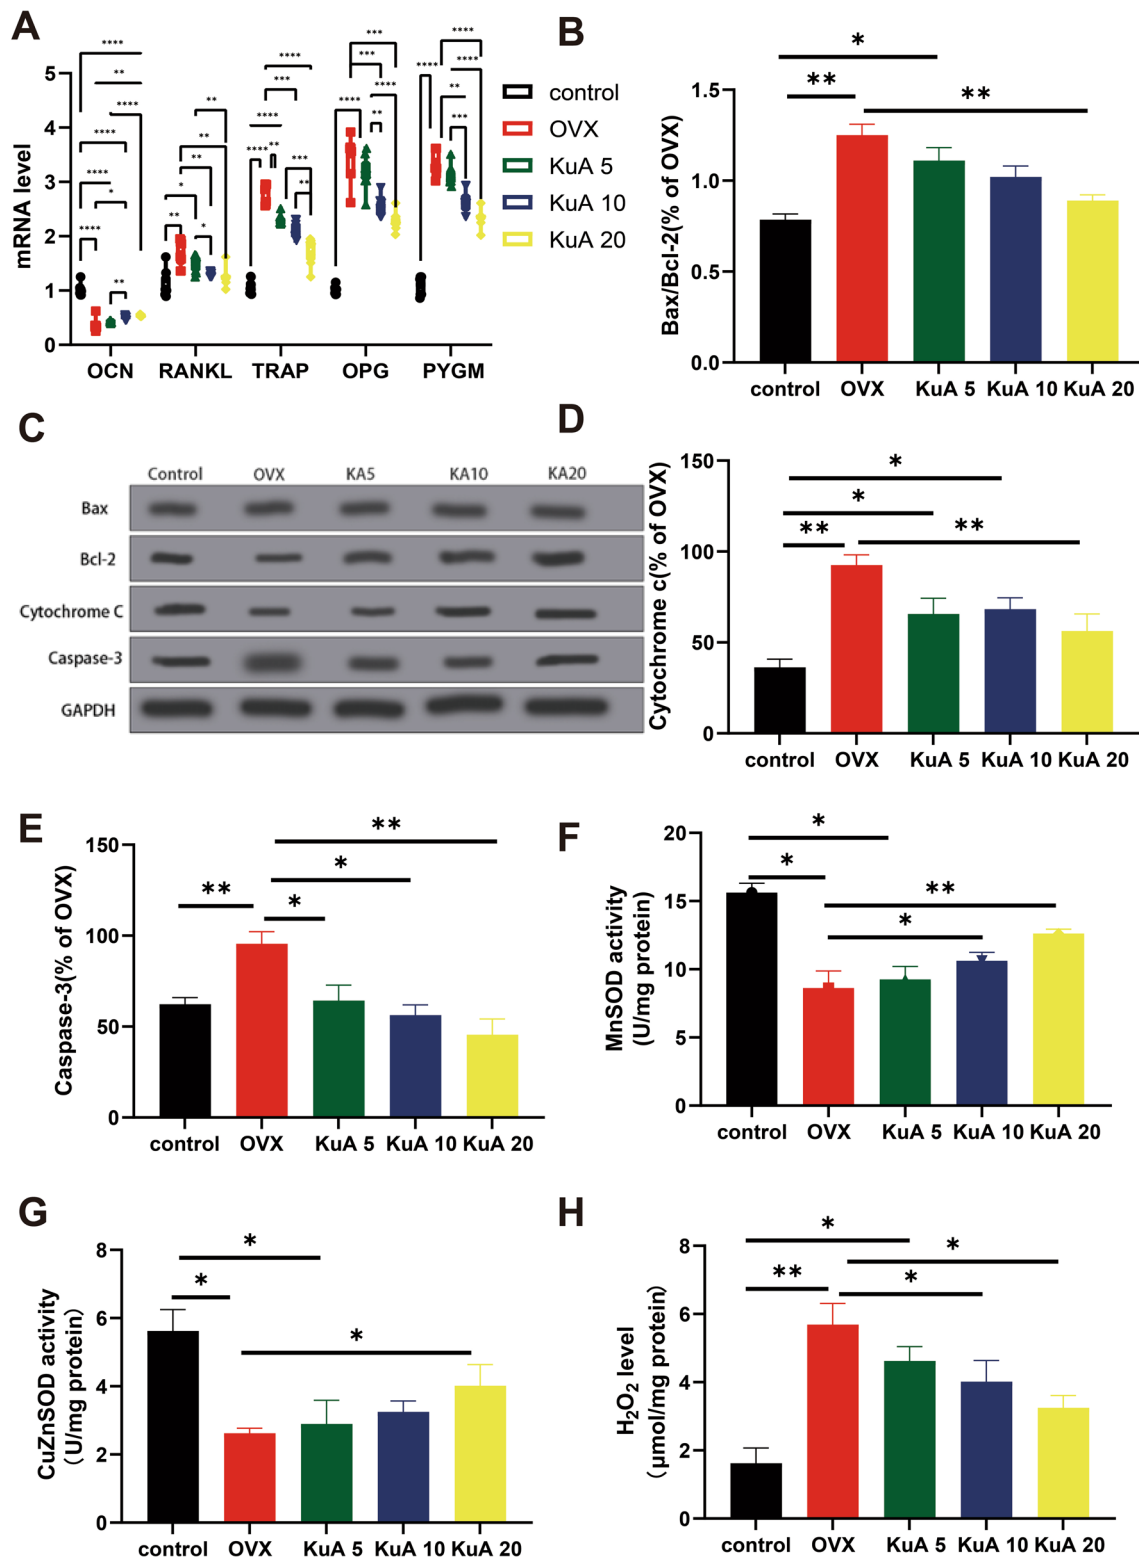 A
mRNA level
5
4
3
2
1
0
**** ** **** **** **** * **** **
** * ** ** ** *
**** *** **** **** ** *** **
*** *** **** **** **
**** **** **** ** ***
OCN RANKL TRAP OPG PYGM
control
OVX
KuA 5
KuA 10
KuA 20
B
Bax/Bcl-2(% of OVX)
1.5
1.0
0.5
0.0
*
** **
control OVX KuA 5 KuA 10 KuA 20
C
Control OVX KA5 KA10 KA20
Bax
Bcl-2
Cytochrome C
Caspase-3
GAPDH
D
Cytochrome c(% of OVX)
150
100
50
0
*
*
** **
control OVX KuA 5 KuA 10 KuA 20
E
Caspase-3(% of OVX)
150
100
50
0
**
*
** *
control OVX KuA 5 KuA 10 KuA 20
F
MnSOD activity
(U/mg protein)
20
15
10
5
0
*
* **
*
control OVX KuA 5 KuA 10 KuA 20
G
CuZnSOD activity
(U/mg protein)
8
6
4
2
0
*
*
*
control OVX KuA 5 KuA 10 KuA 20
H
H₂O₂ level
(μmol/mg protein)
8
6
4
2
0
*
*
** *
control OVX KuA 5 KuA 10 KuA 20